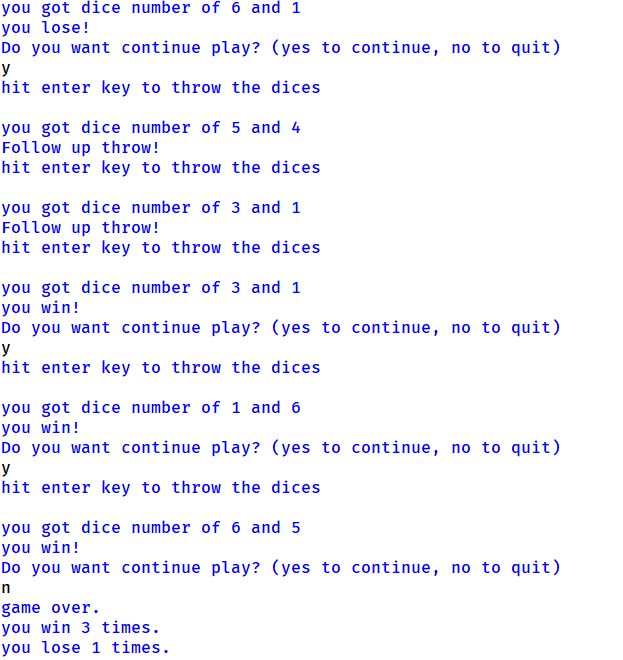 you got dice number of 6 and 1
you lose!
Do you want continue play? (yes to continue, no to quit)
y
hit enter key to throw the dices
you got dice number of 5 and 4
Follow up throw!
hit enter key to throw the dices
you got dice number of 3 and 1
Follow up throw!
hit enter key to throw the dices
you got dice number of 3 and 1
you win!
Do you want continue play? (yes to continue, no to quit)
y
hit enter key to throw the dices
you got dice number of 1 and 6
you win!
Do you want continue play? (yes to continue, no to quit)
y
hit enter key to throw the dices
you got dice number of 6 and 5
you win!
Do you want continue play? (yes to continue, no to quit)
n
game over.
you win 3 times.
you lose 1 times.